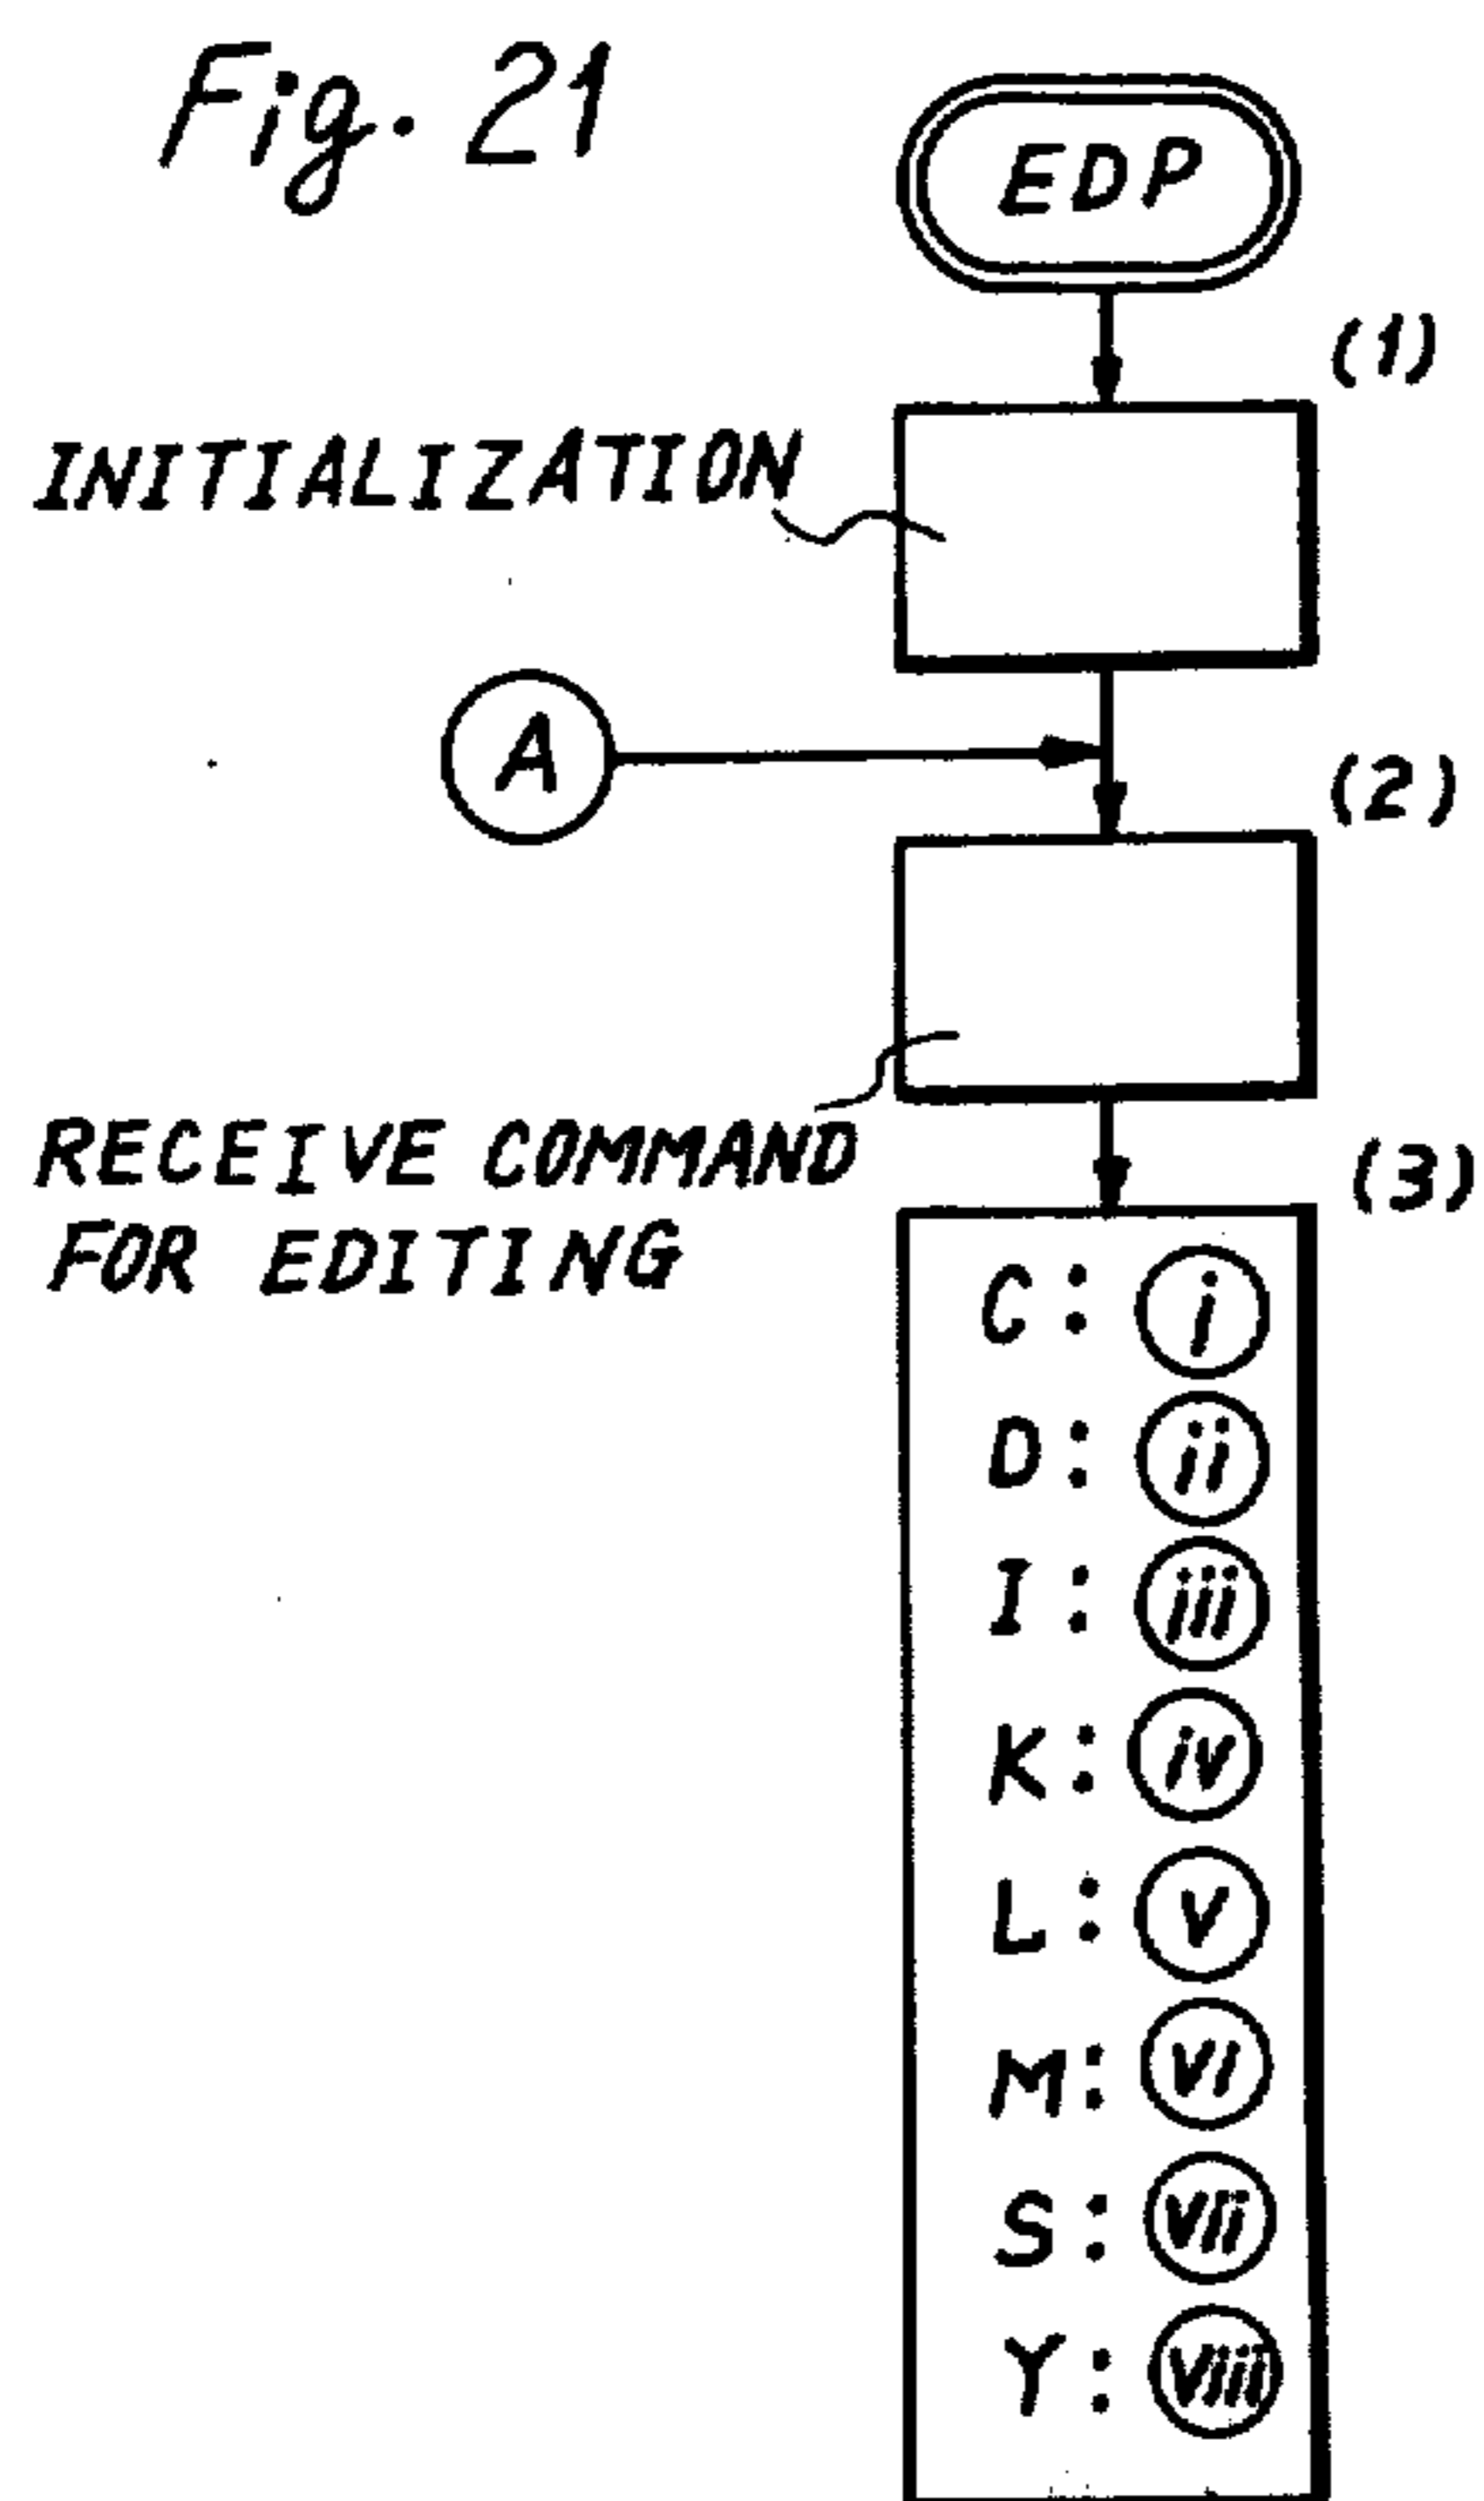 Fig. 21
EDP
(1)
INITIALIZATION
A
(2)
RECEIVE COMMAND
FOR EDITING
(3)
C: i
D: ii
I: iii
K: iv
L: v
M: vi
S: vii
Y: viii